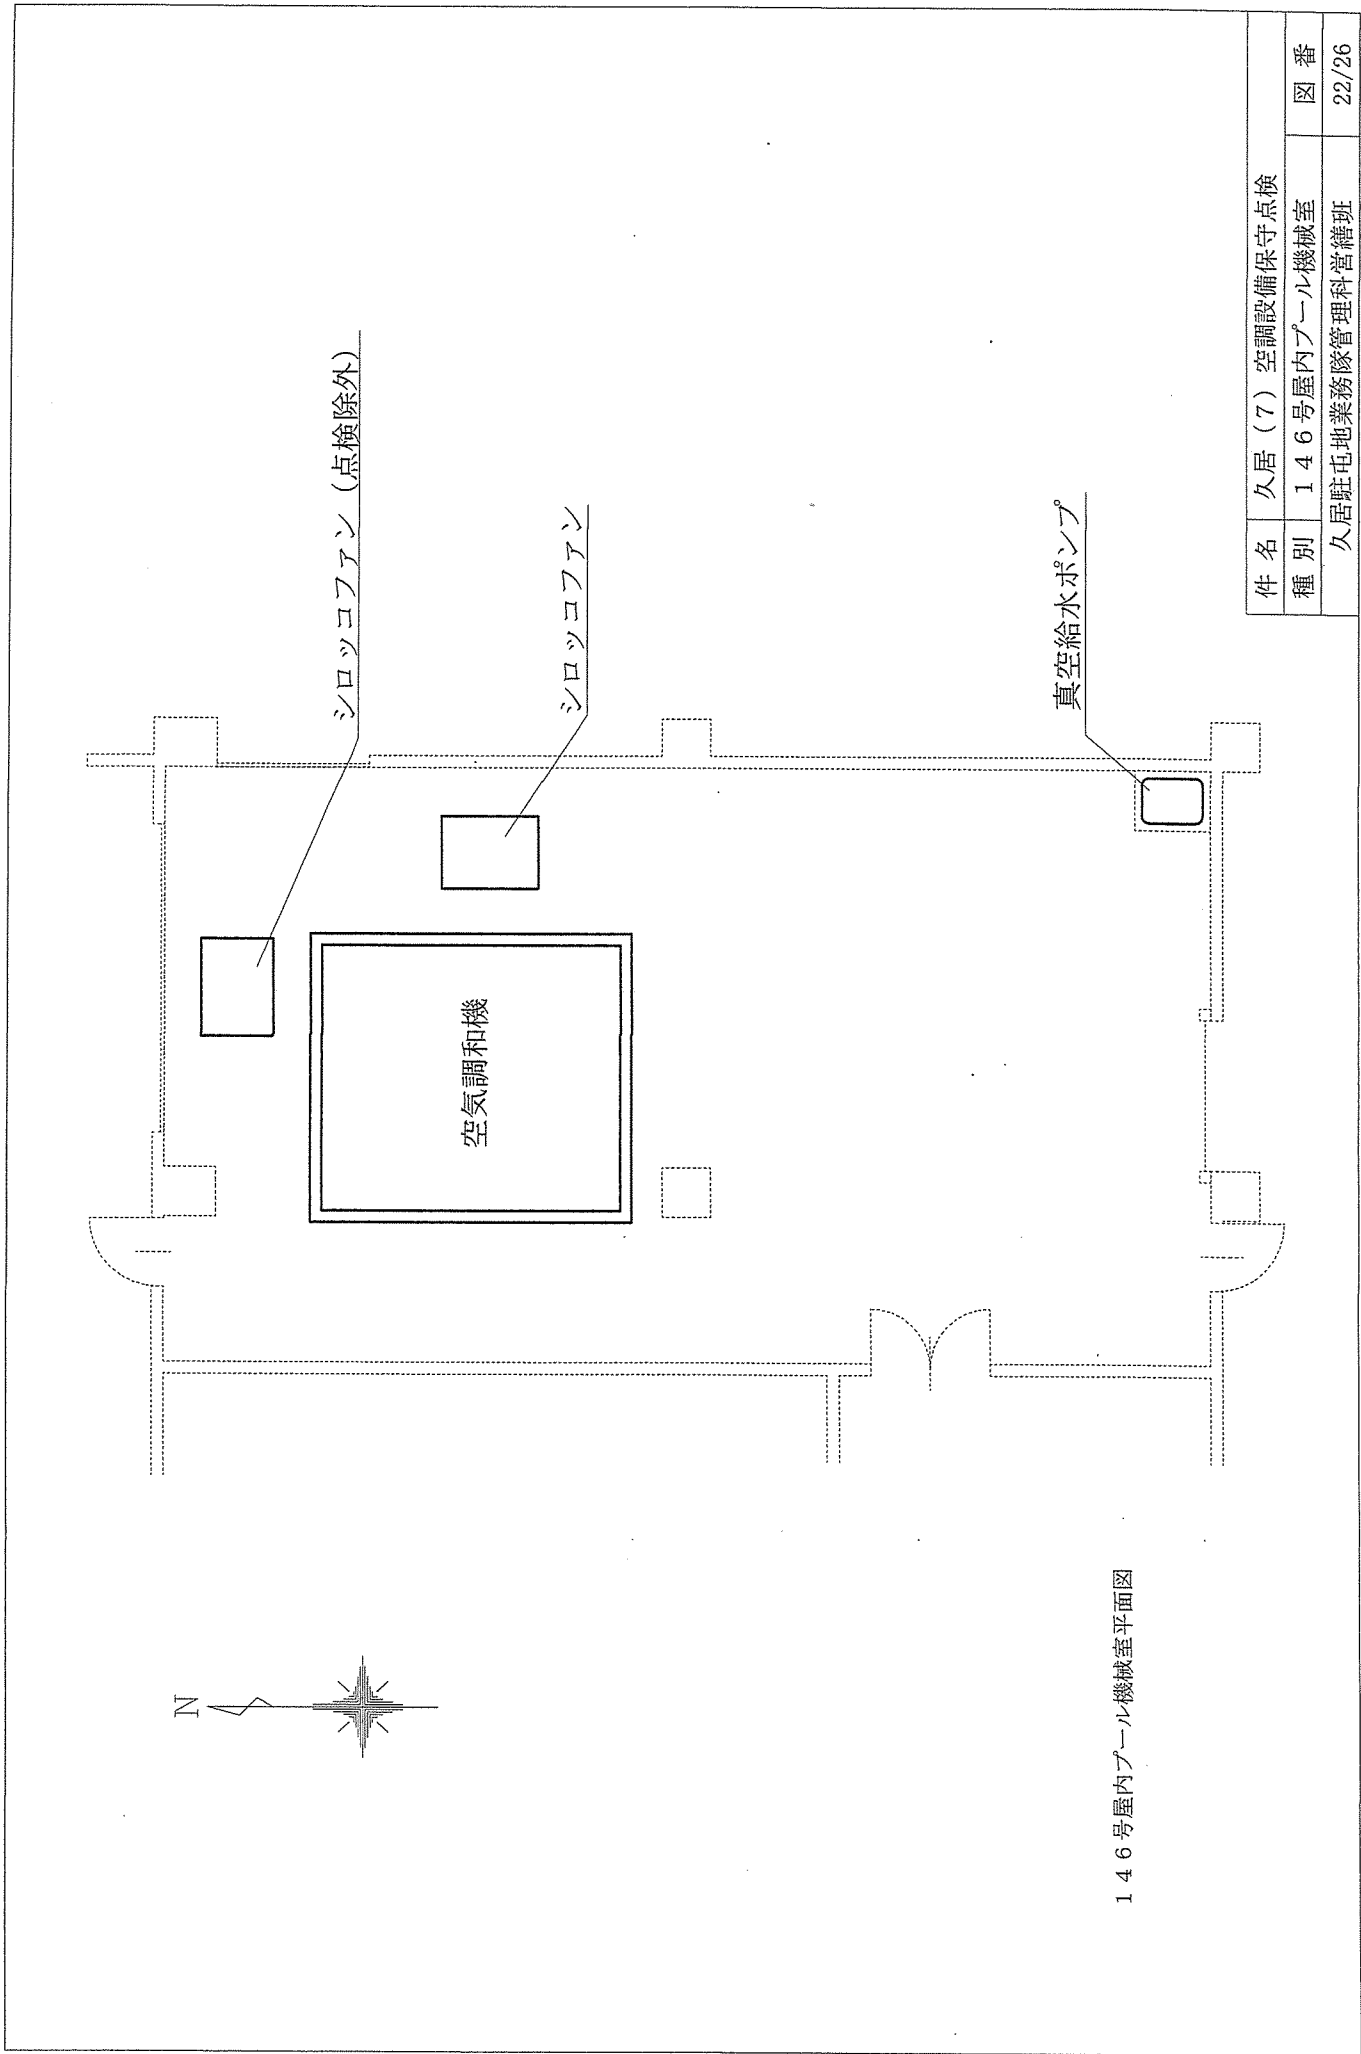 N
シロッコファン（点検除外）
シロッコファン
空気調和機
真空給水ポンプ
１４６号屋内プール機械室平面図
件 名 久居（７）空調設備保守点検
種 別 １４６号屋内プール機械室 図 番
久居駐屯地業務隊管理科営繕班 22/26